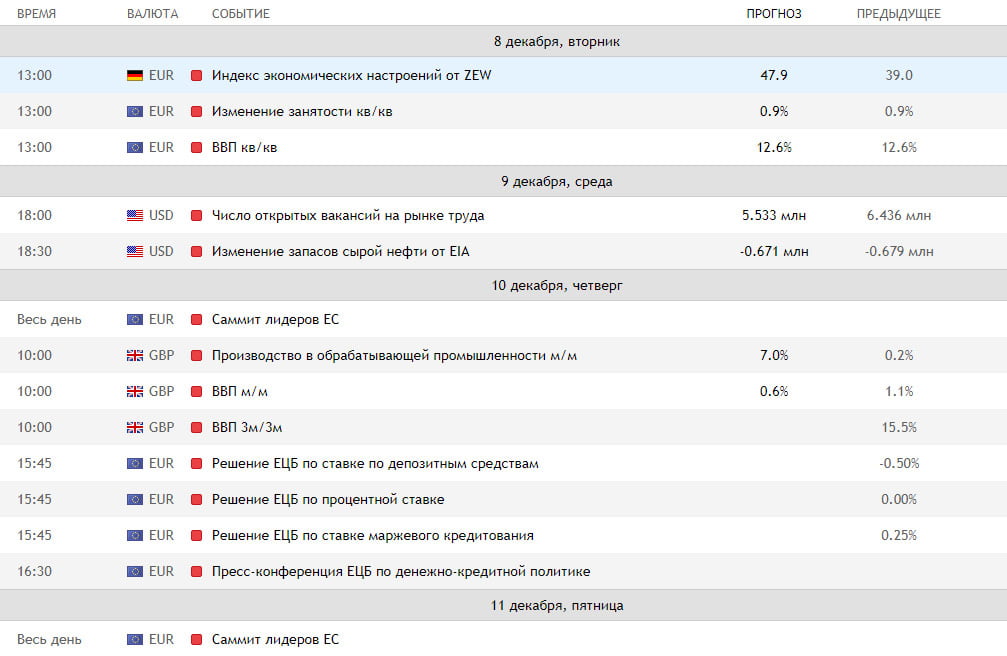 ВРЕМЯ ВАЛЮТА СОБЫТИЕ ПРОГНОЗ ПРЕДЫДУЩЕЕ
8 декабря, вторник
13:00 EUR Индекс экономических настроений от ZEW 47.9 39.0
13:00 EUR Изменение занятости кв/кв 0.9% 0.9%
13:00 EUR ВВП кв/кв 12.6% 12.6%
9 декабря, среда
18:00 USD Число открытых вакансий на рынке труда 5.533 млн 6.436 млн
18:30 USD Изменение запасов сырой нефти от EIA -0.671 млн -0.679 млн
10 декабря, четверг
Весь день EUR Саммит лидеров ЕС
10:00 GBP Производство в обрабатывающей промышленности м/м 7.0% 0.2%
10:00 GBP ВВП м/м 0.6% 1.1%
10:00 GBP ВВП 3м/3м 15.5%
15:45 EUR Решение ЕЦБ по ставке по депозитным средствам -0.50%
15:45 EUR Решение ЕЦБ по процентной ставке 0.00%
15:45 EUR Решение ЕЦБ по ставке маржевого кредитования 0.25%
16:30 EUR Пресс-конференция ЕЦБ по денежно-кредитной политике
11 декабря, пятница
Весь день EUR Саммит лидеров ЕС